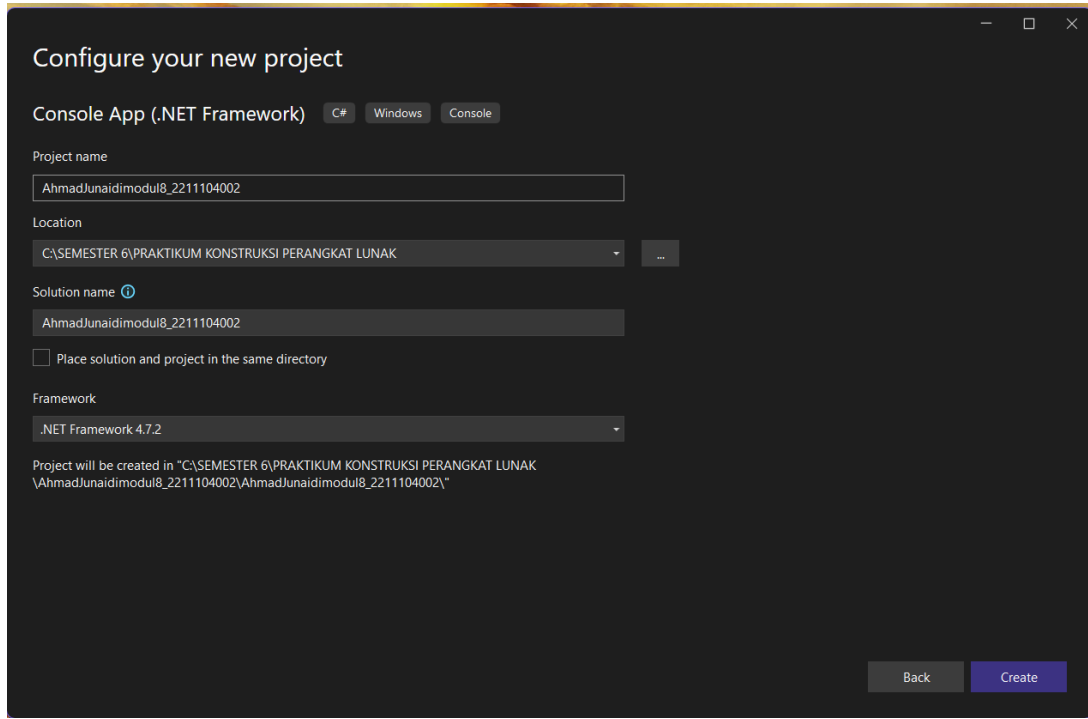 Configure your new project
Console App (.NET Framework) C# Windows Console
Project name
AhmadJunaidimodul8_2211104002
Location
C:\SEMESTER 6\PRAKTIKUM KONSTRUKSI PERANGKAT LUNAK ...
Solution name
AhmadJunaidimodul8_2211104002
Place solution and project in the same directory
Framework
.NET Framework 4.7.2
Project will be created in "C:\SEMESTER 6\PRAKTIKUM KONSTRUKSI PERANGKAT LUNAK
\AhmadJunaidimodul8_2211104002\AhmadJunaidimodul8_2211104002\"
Back Create